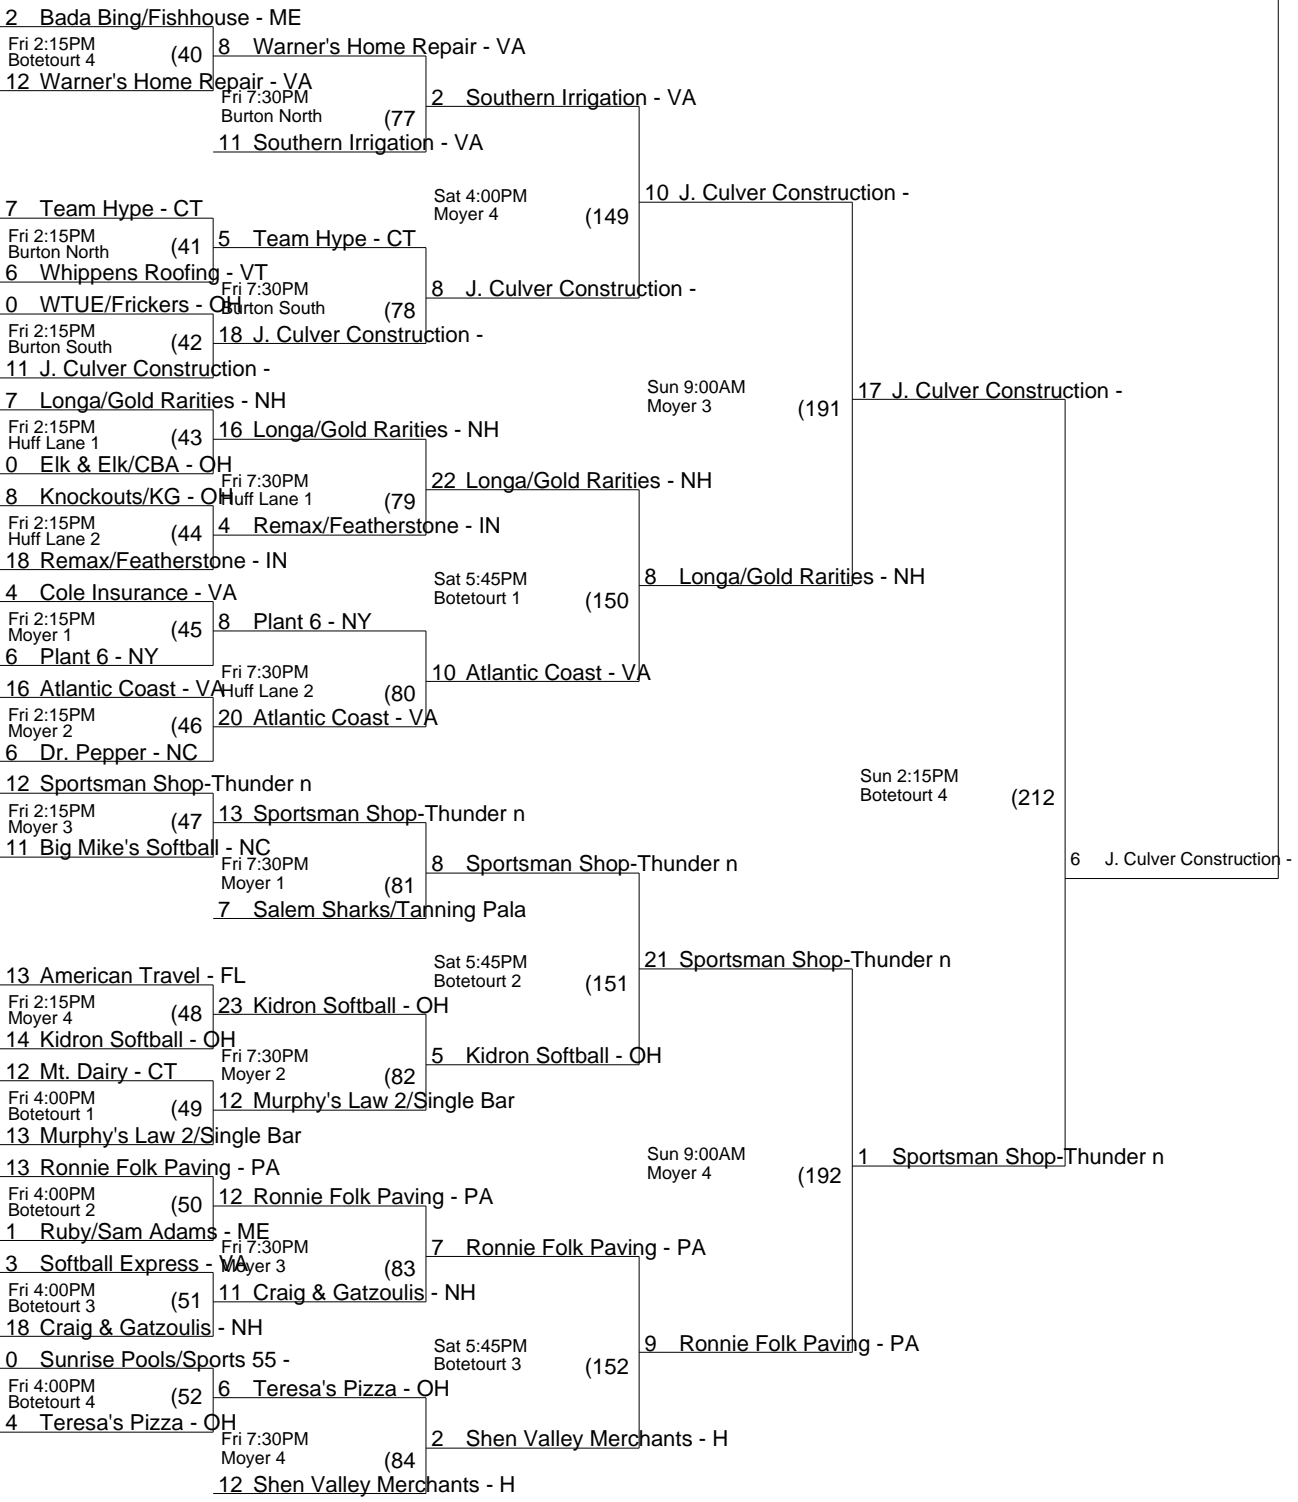 2 Bada Bing/Fishhouse - ME
Fri 2:15PM
Botetourt 4 (40
12 Warner's Home Repair - VA
8 Warner's Home Repair - VA
Fri 7:30PM
Burton North (77
11 Southern Irrigation - VA
2 Southern Irrigation - VA
Sat 4:00PM
Moyer 4 (149
7 Team Hype - CT
Fri 2:15PM
Burton North (41
6 Whippens Roofing - VT
5 Team Hype - CT
Fri 7:30PM
Burton South (78
0 WTUE/Frickers - OH
Fri 2:15PM
Burton South (42
11 J. Culver Construction -
18 J. Culver Construction -
8 J. Culver Construction -
10 J. Culver Construction -
Sun 9:00AM
Moyer 3 (191
7 Longa/Gold Rarities - NH
Fri 2:15PM
Huff Lane 1 (43
0 Elk & Elk/CBA - OH
16 Longa/Gold Rarities - NH
Fri 7:30PM
Huff Lane 1 (79
8 Knockouts/KG - OH
Fri 2:15PM
Huff Lane 2 (44
18 Remax/Featherstone - IN
4 Remax/Featherstone - IN
22 Longa/Gold Rarities - NH
Sat 5:45PM
Botetourt 1 (150
4 Cole Insurance - VA
Fri 2:15PM
Moyer 1 (45
6 Plant 6 - NY
8 Plant 6 - NY
Fri 7:30PM
Huff Lane 2 (80
16 Atlantic Coast - VA
Fri 2:15PM
Moyer 2 (46
6 Dr. Pepper - NC
20 Atlantic Coast - VA
10 Atlantic Coast - VA
8 Longa/Gold Rarities - NH
17 J. Culver Construction -
Sun 2:15PM
Botetourt 4 (212
12 Sportsman Shop-Thunder n
Fri 2:15PM
Moyer 3 (47
11 Big Mike's Softball - NC
13 Sportsman Shop-Thunder n
Fri 7:30PM
Moyer 1 (81
7 Salem Sharks/Tanning Pala
8 Sportsman Shop-Thunder n
Sat 5:45PM
Botetourt 2 (151
13 American Travel - FL
Fri 2:15PM
Moyer 4 (48
14 Kidron Softball - OH
23 Kidron Softball - OH
Fri 7:30PM
Moyer 2 (82
12 Mt. Dairy - CT
Fri 4:00PM
Botetourt 1 (49
13 Murphy's Law 2/Single Bar
12 Murphy's Law 2/Single Bar
5 Kidron Softball - OH
21 Sportsman Shop-Thunder n
Sun 9:00AM
Moyer 4 (192
13 Ronnie Folk Paving - PA
Fri 4:00PM
Botetourt 2 (50
1 Ruby/Sam Adams - ME
12 Ronnie Folk Paving - PA
Fri 7:30PM
Moyer 3 (83
3 Softball Express - VA
Fri 4:00PM
Botetourt 3 (51
18 Craig & Gatzoulis - NH
11 Craig & Gatzoulis - NH
7 Ronnie Folk Paving - PA
Sat 5:45PM
Botetourt 3 (152
0 Sunrise Pools/Sports 55 -
Fri 4:00PM
Botetourt 4 (52
4 Teresa's Pizza - OH
6 Teresa's Pizza - OH
Fri 7:30PM
Moyer 4 (84
12 Shen Valley Merchants - H
2 Shen Valley Merchants - H
9 Ronnie Folk Paving - PA
1 Sportsman Shop-Thunder n
6 J. Culver Construction -